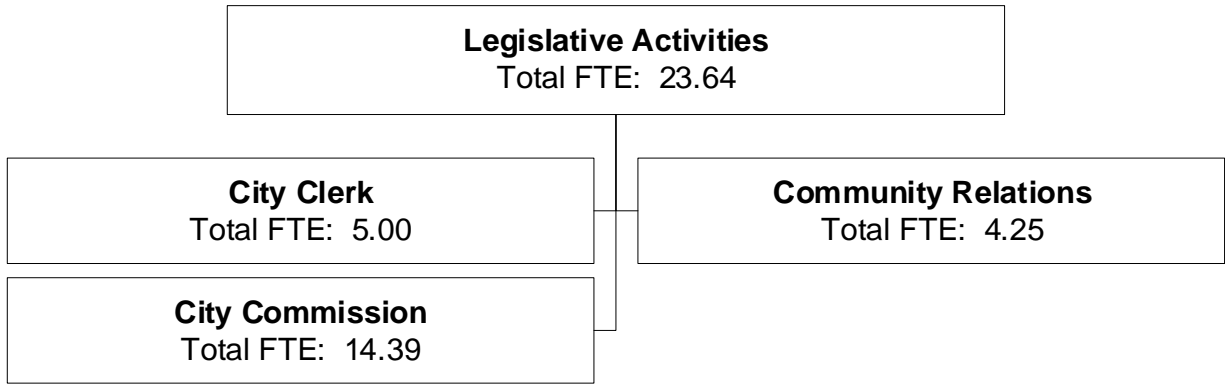 Legislative Activities
Total FTE: 23.64
City Clerk
Total FTE: 5.00
Community Relations
Total FTE: 4.25
City Commission
Total FTE: 14.39